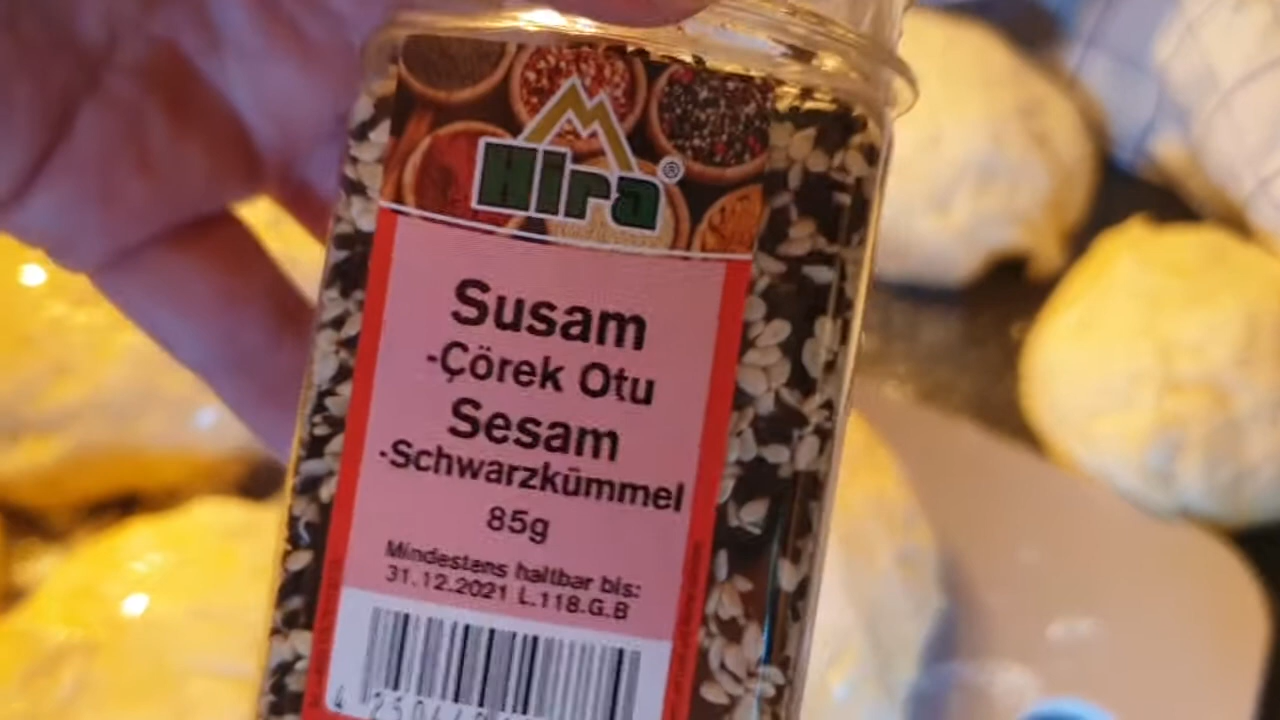 Hira®
Susam
-Çörek Otu
Sesam
-Schwarzkümmel
85g
Mindestens haltbar bis:
31.12.2021 L.118.G.B